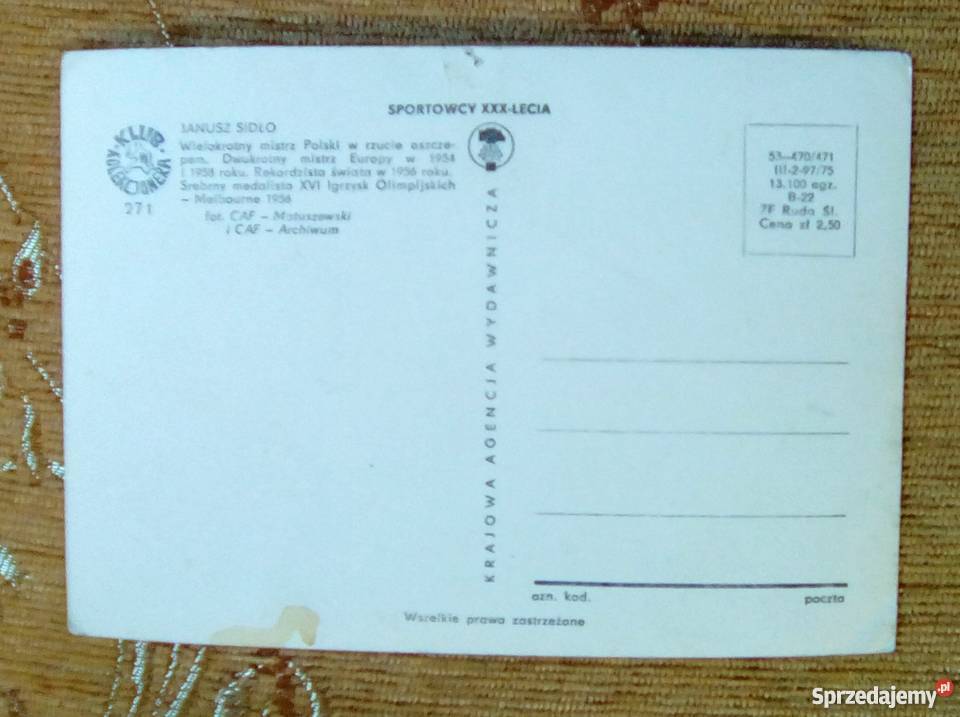 SPORTOWCY XXX-LECIA
KLUB KOLEKCJONERA
271
JANUSZ SIDŁO
Wielokrotny mistrz Polski w rzucie oszcze-
pem. Dwukrotny mistrz Europy w 1954
i 1958 roku. Rekordzista świata w 1956 roku.
Srebrny medalista XVI Igrzysk Olimpijskich
– Melbourne 1956
fot. CAF – Matuszewski
i CAF – Archiwum
KRAJOWA AGENCJA WYDAWNICZA
53–470/471
III-2-97/75
13.100 egz.
B-22
ZF Ruda Śl.
Cena zł 2,50
ozn. kod.
poczta
Wszelkie prawa zastrzeżone
Sprzedajemy.pl